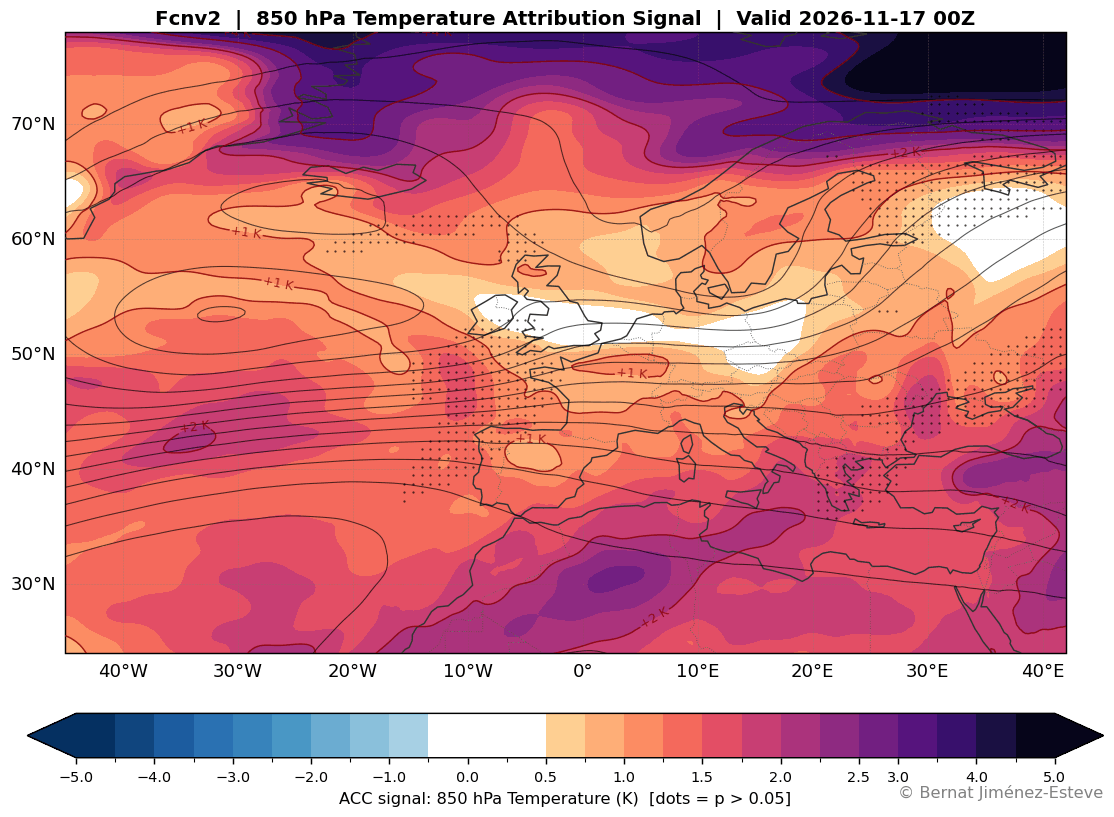 Fcnv2 | 850 hPa Temperature Attribution Signal | Valid 2026-11-17 00Z
70°N
60°N
50°N
40°N
30°N
+1 K
+2 K
+1 K
+1 K
+1 K
+2 K
+1 K
+2 K
+2 K
40°W 30°W 20°W 10°W 0° 10°E 20°E 30°E 40°E
−5.0 −4.0 −3.0 −2.0 −1.0 0.0 0.5 1.0 1.5 2.0 2.5 3.0 4.0 5.0
ACC signal: 850 hPa Temperature (K) [dots = p > 0.05]
© Bernat Jiménez-Esteve